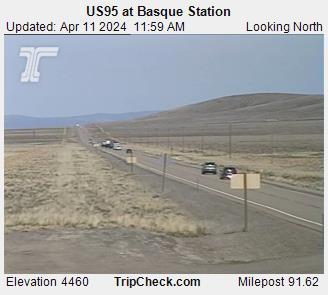 US95 at Basque Station
Updated: Apr 11 2024 11:59 AM Looking North
Elevation 4460 TripCheck.com Milepost 91.62